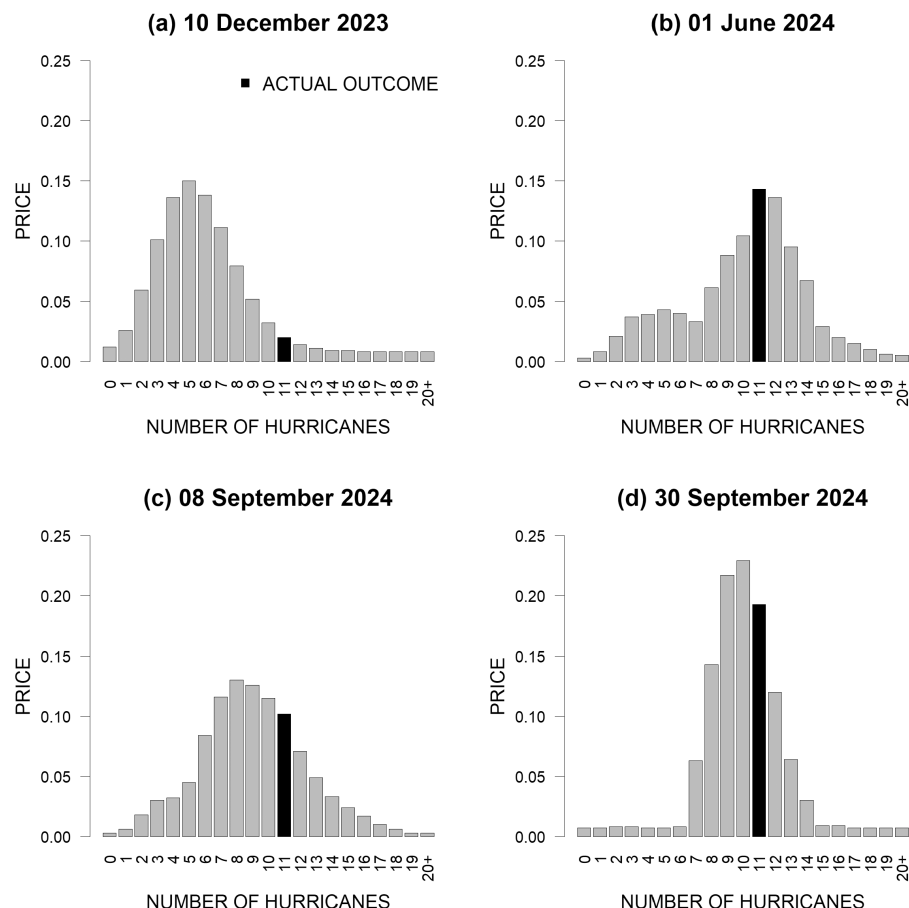 (a) 10 December 2023
0.25
0.20
0.15
0.10
0.05
0.00
PRICE
■ ACTUAL OUTCOME
0 1 2 3 4 5 6 7 8 9 10 11 12 13 14 15 16 17 18 19 20+
NUMBER OF HURRICANES
(b) 01 June 2024
0.25
0.20
0.15
0.10
0.05
0.00
PRICE
0 1 2 3 4 5 6 7 8 9 10 11 12 13 14 15 16 17 18 19 20+
NUMBER OF HURRICANES
(c) 08 September 2024
0.25
0.20
0.15
0.10
0.05
0.00
PRICE
0 1 2 3 4 5 6 7 8 9 10 11 12 13 14 15 16 17 18 19 20+
NUMBER OF HURRICANES
(d) 30 September 2024
0.25
0.20
0.15
0.10
0.05
0.00
PRICE
0 1 2 3 4 5 6 7 8 9 10 11 12 13 14 15 16 17 18 19 20+
NUMBER OF HURRICANES